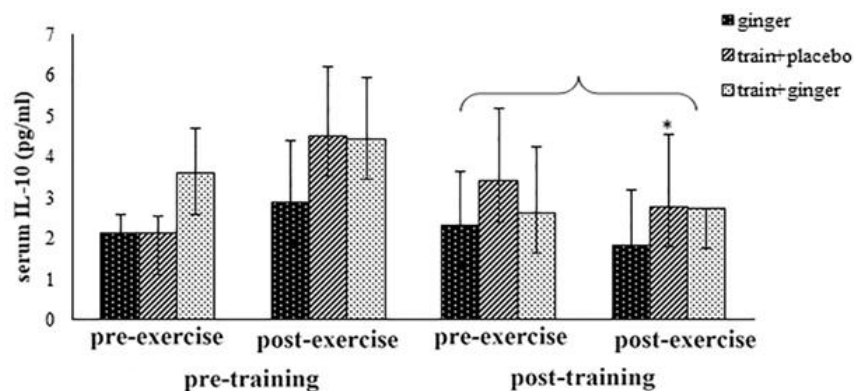 7
6
5
4
3
2
1
0
serum IL-10 (pg/ml)
ginger
train+placebo
train+ginger
*
pre-exercise
post-exercise
pre-exercise
post-exercise
pre-training
post-training